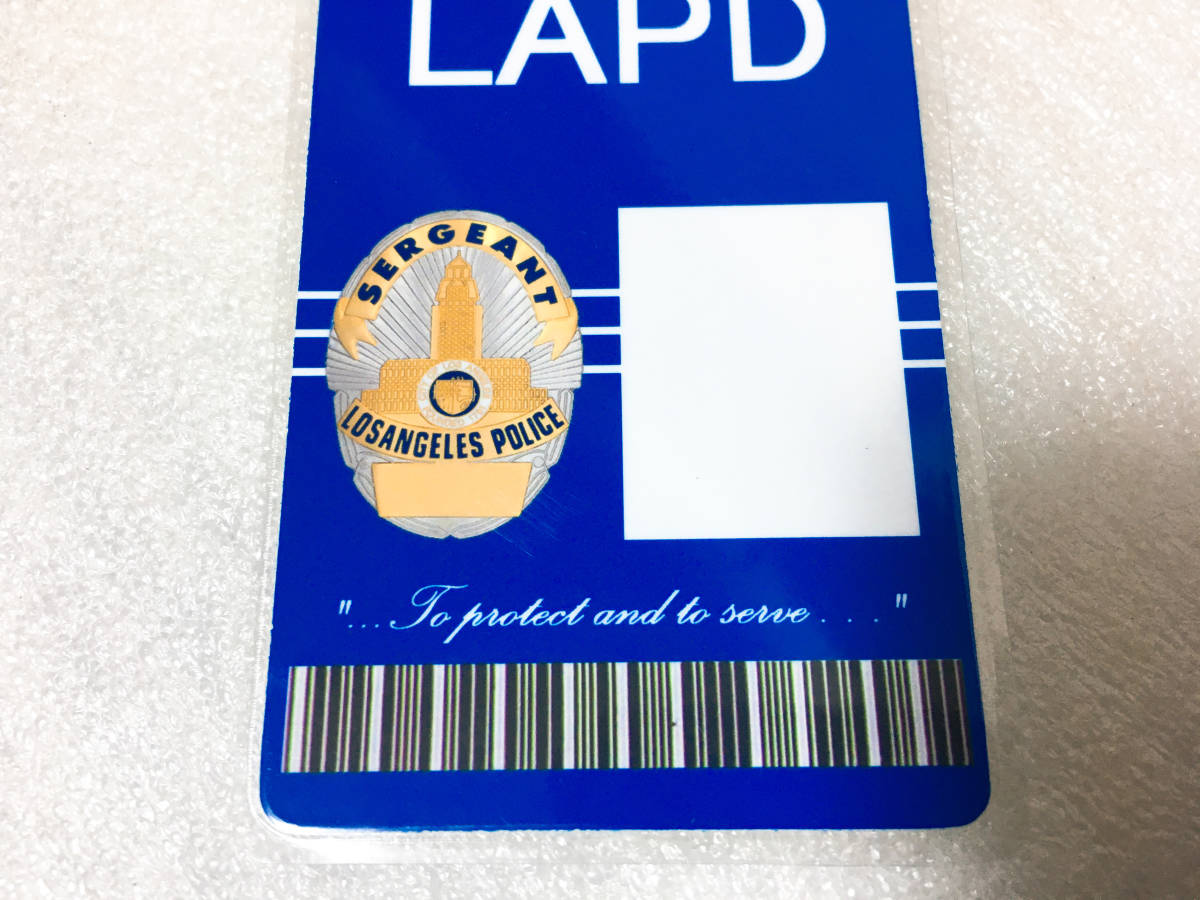 LAPD
SERGEANT
LOSANGELES POLICE
"... To protect and to serve . . . ."